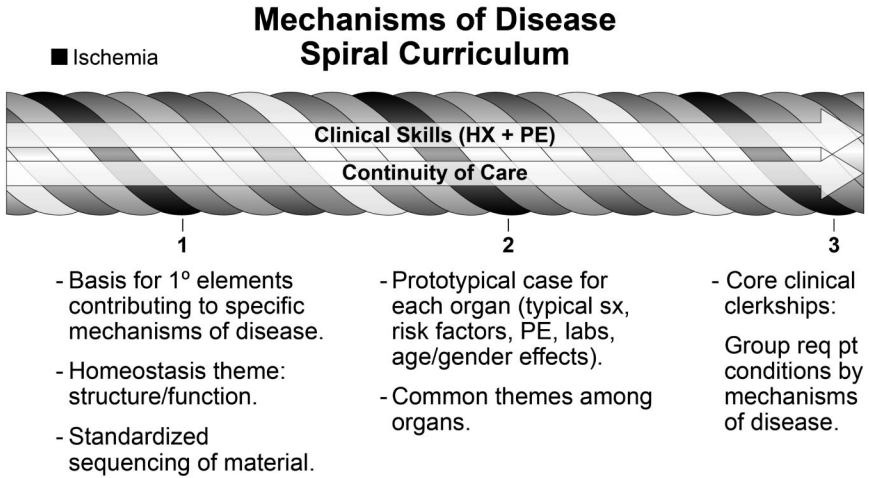 Mechanisms of Disease
Spiral Curriculum
Ischemia
Clinical Skills (HX + PE)
Continuity of Care
1
2
3
- Basis for 1º elements
contributing to specific
mechanisms of disease.
- Homeostasis theme:
structure/function.
- Standardized
sequencing of material.
- Prototypical case for
each organ (typical sx,
risk factors, PE, labs,
age/gender effects).
- Common themes among
organs.
- Core clinical
clerkships:
Group req pt
conditions by
mechanisms
of disease.